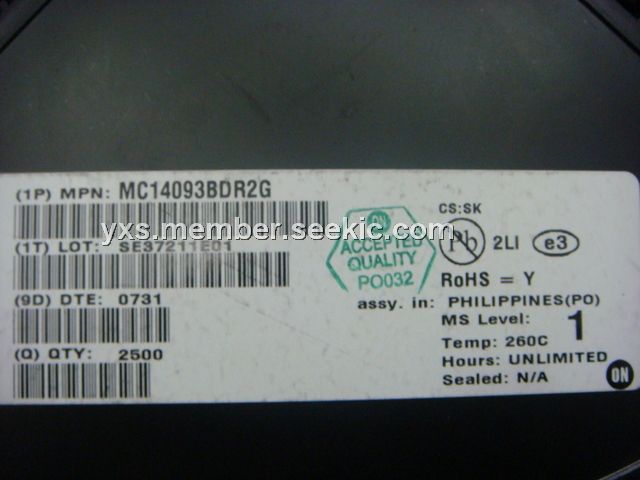 (1P) MPN: MC14093BDR2G
yxs.member.seekic.com
(1T) LOT: SE37211E01
(9D) DTE: 0731
(Q) QTY: 2500
ON
ACCEPTED
QUALITY
PO032
CS:SK
Pb
2LI
e3
RoHS = Y
assy. in: PHILIPPINES(PO)
MS Level: 1
Temp: 260C
Hours: UNLIMITED
Sealed: N/A
ON